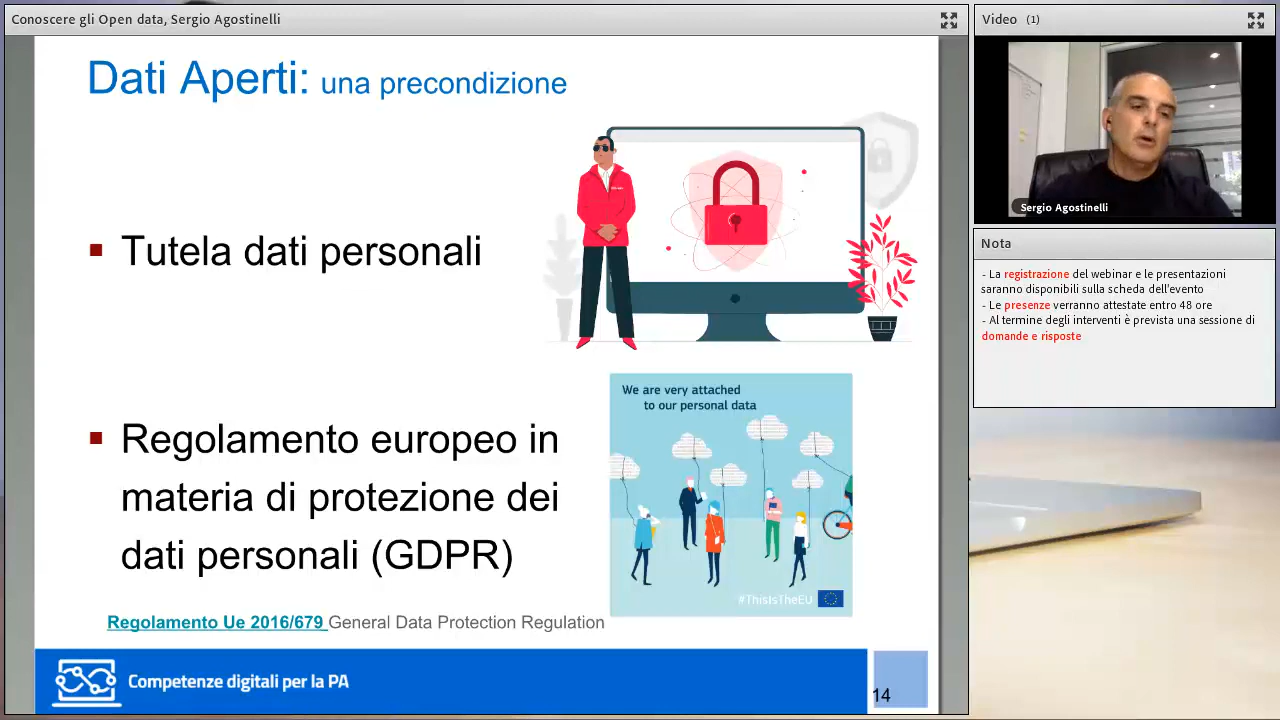 Conoscere gli Open data, Sergio Agostinelli
Dati Aperti: una precondizione
Tutela dati personali
Regolamento europeo in
materia di protezione dei
dati personali (GDPR)
Regolamento Ue 2016/679 General Data Protection Regulation
We are very attached
to our personal data
#ThisIsTheEU
Competenze digitali per la PA
14
Video (1)
Sergio Agostinelli
Nota
- La registrazione del webinar e le presentazioni
saranno disponibili sulla scheda dell'evento
- Le presenze verranno attestate entro 48 ore
- Al termine degli interventi è prevista una sessione di
domande e risposte